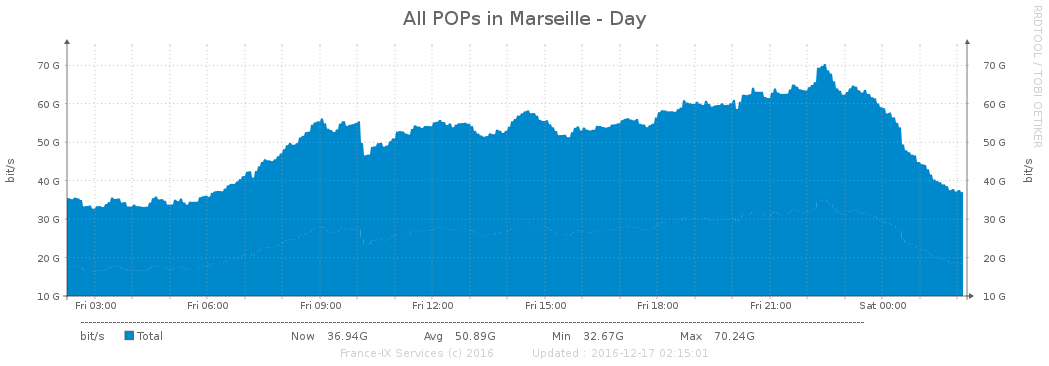 All POPs in Marseille - Day
RRDTOOL / TOBI OETIKER
70 G 70 G
60 G 60 G
50 G 50 G
40 G 40 G
30 G 30 G
20 G 20 G
10 G 10 G
bit/s
bit/s
Fri 03:00 Fri 06:00 Fri 09:00 Fri 12:00 Fri 15:00 Fri 18:00 Fri 21:00 Sat 00:00
bit/s Total Now 36.94G Avg 50.89G Min 32.67G Max 70.24G
France-IX Services (c) 2016 Updated : 2016-12-17 02:15:01